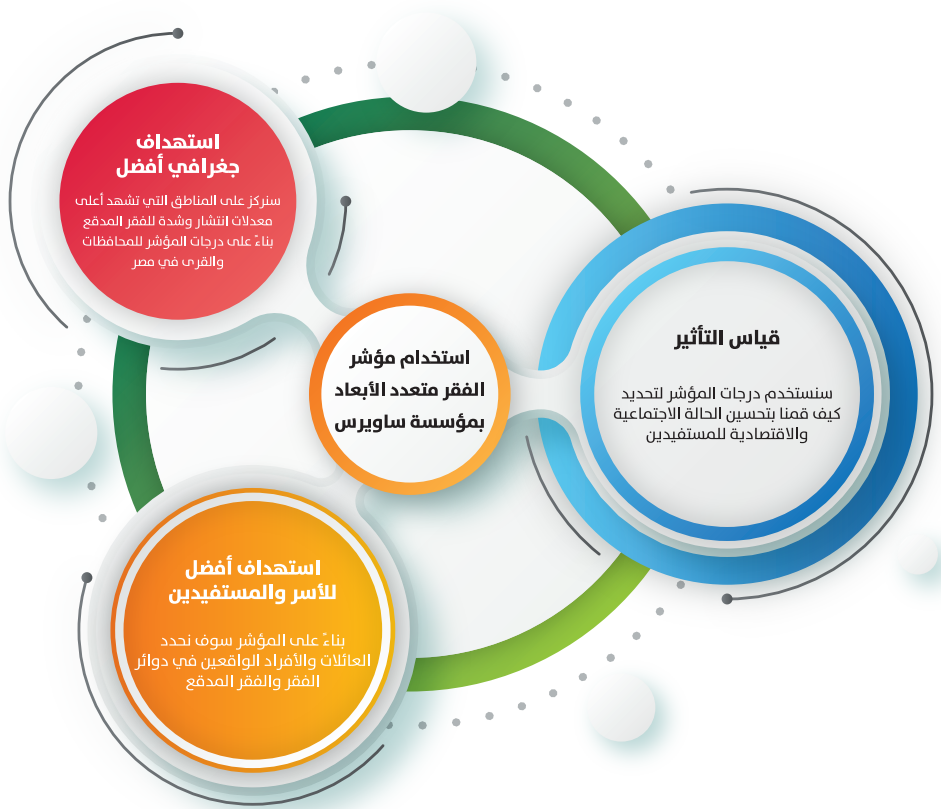 استهداف
جغرافي أفضل
سنركز على المناطق التي تشهد أعلى
معدلات انتشار وشدة للفقر المدقع
بناءً على درجات المؤشر للمحافظات
والقرى في مصر
استخدام مؤشر
الفقر متعدد الأبعاد
بمؤسسة ساويرس
قياس التأثير
سنستخدم درجات المؤشر لتحديد
كيف قمنا بتحسين الحالة الاجتماعية
والاقتصادية للمستفيدين
استهداف أفضل
للأسر والمستفيدين
بناءً على المؤشر سوف نحدد
العائلات والأفراد الواقعين في دوائر
الفقر والفقر المدقع